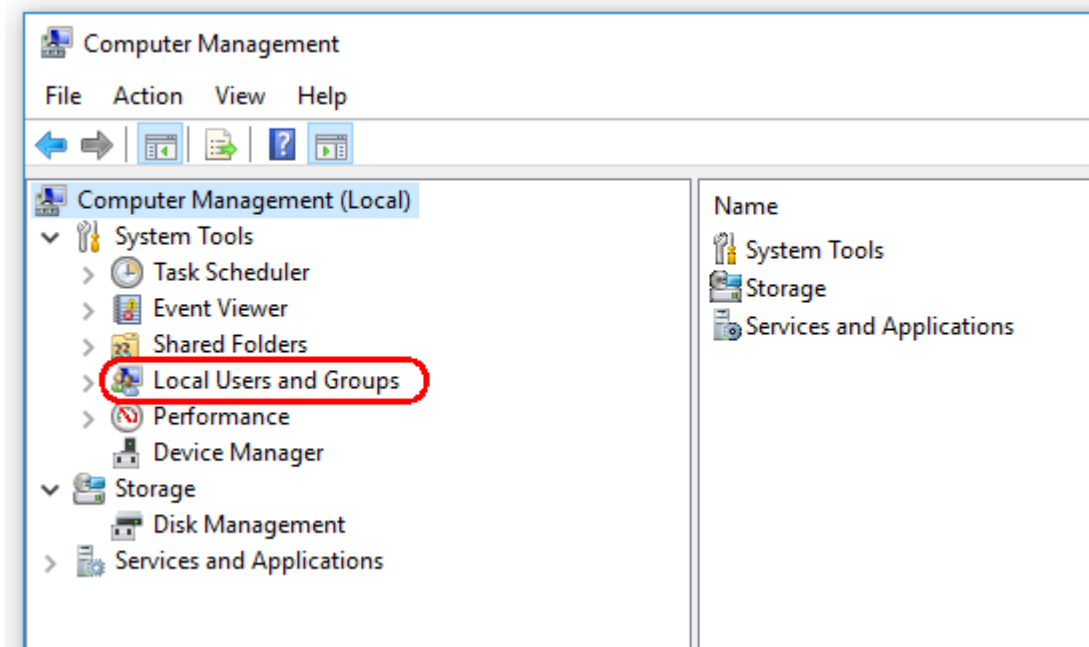 Computer Management
File Action View Help
Computer Management (Local)
System Tools
Task Scheduler
Event Viewer
Shared Folders
Local Users and Groups
Performance
Device Manager
Storage
Disk Management
Services and Applications
Name
System Tools
Storage
Services and Applications